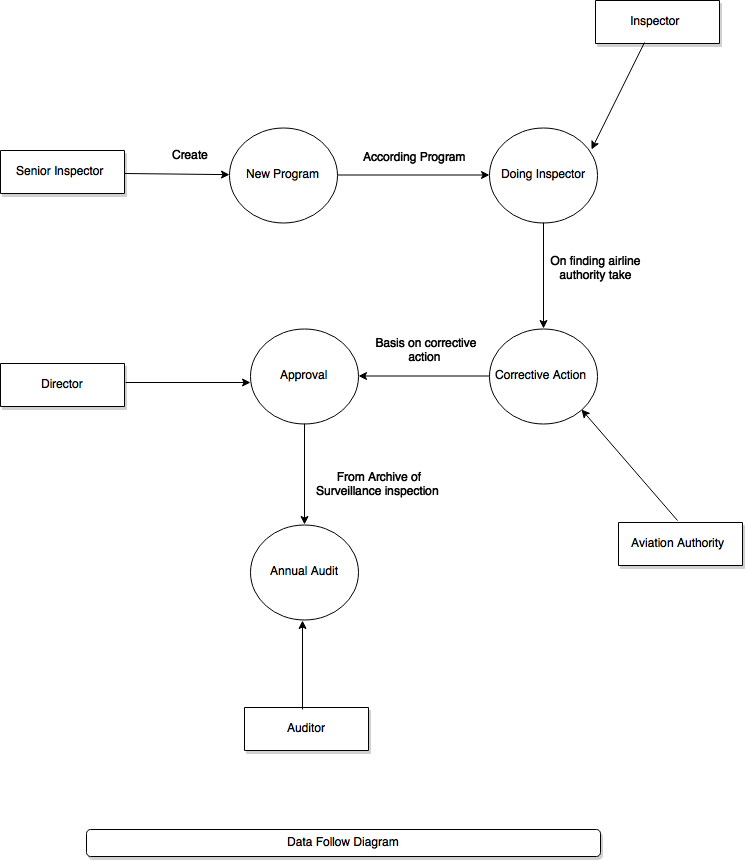 Inspector
Create
According Program
Senior Inspector
New Program
Doing Inspector
On finding airline
authority take
Basis on corrective
action
Director
Approval
Corrective Action
From Archive of
Surveillance inspection
Aviation Authority
Annual Audit
Auditor
Data Follow Diagram